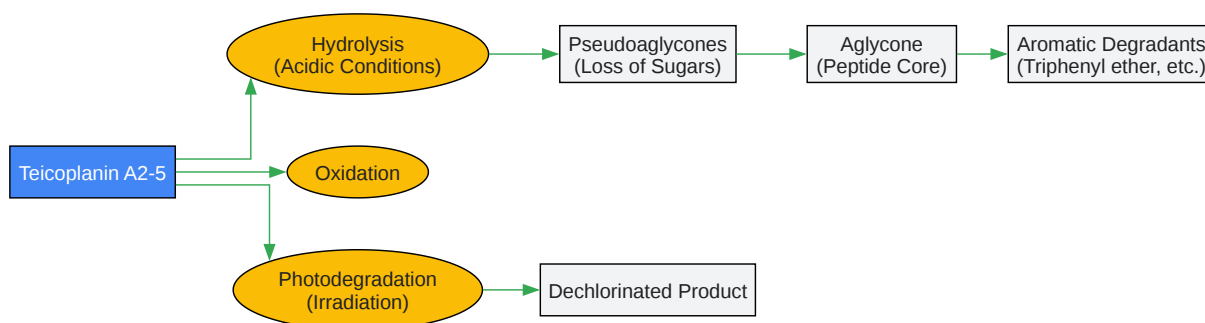 Hydrolysis
(Acidic Conditions)
Pseudoaglycones
(Loss of Sugars)
Aglycone
(Peptide Core)
Aromatic Degradants
(Triphenyl ether, etc.)
Teicoplanin A2-5
Oxidation
Photodegradation
(Irradiation)
Dechlorinated Product